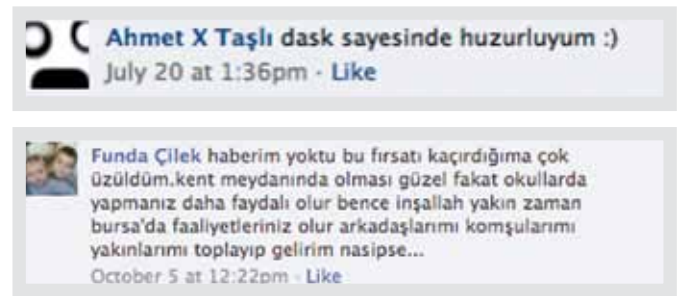 Ahmet X Taşlı dask sayesinde huzurluyum :)
July 20 at 1:36pm · Like
Funda Çilek haberim yoktu bu fırsatı kaçırdığıma çok
üzüldüm.kent meydanında olması güzel fakat okullarda
yapmanız daha faydalı olur bence inşallah yakın zaman
bursa'da faaliyetleriniz olur arkadaşlarımı komşularımı
yakınlarımı toplayıp gelirim nasipse...
October 5 at 12:22pm · Like